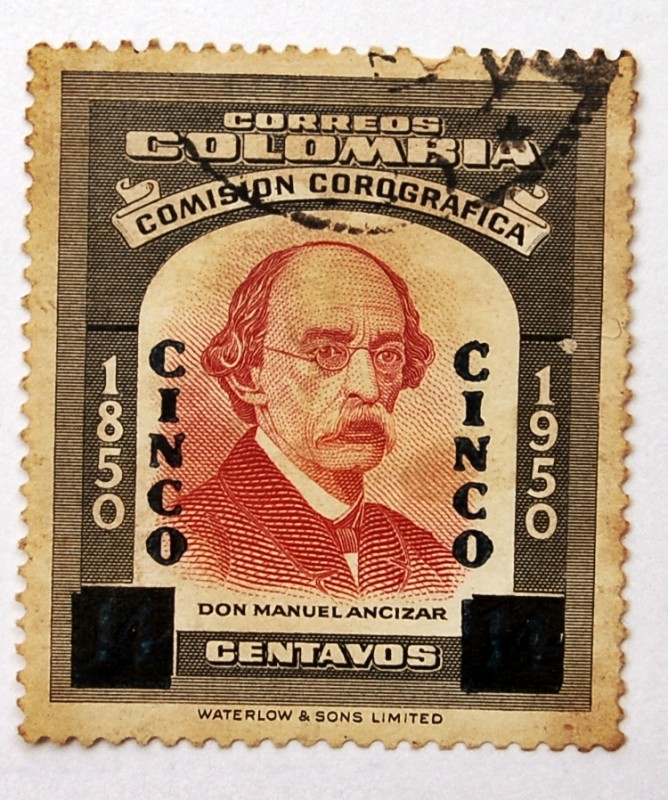 CORREOS
COLOMBIA
COMISION COROGRAFICA
1850
CINCO
CINCO
1950
DON MANUEL ANCIZAR
CENTAVOS
WATERLOW & SONS LIMITED